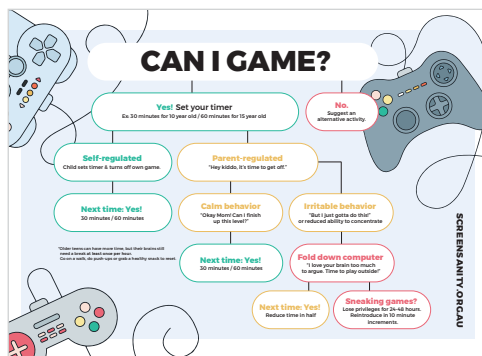 CAN I GAME?
Yes! Set your timer
Ex: 30 minutes for 10 year old / 60 minutes for 15 year old
No.
Suggest an
alternative activity.
Self-regulated
Child sets timer & turns off own game.
Parent-regulated
"Hey kiddo, it's time to get off."
Next time: Yes!
30 minutes / 60 minutes
Calm behavior
"Okay Mom! Can I finish
up this level?"
Irritable behavior
"But I just gotta do this!"
or reduced ability to concentrate
*Older teens can have more time, but their brains still
need a break at least once per hour.
Go on a walk, do push-ups or grab a healthy snack to reset.
Next time: Yes!
30 minutes / 60 minutes
Fold down computer
"I love your brain too much
to argue. Time to play outside!"
Next time: Yes!
Reduce time in half
Sneaking games?
Lose privileges for 24-48 hours.
Reintroduce in 10 minute
increments.
SCREENSANITY.ORG.AU